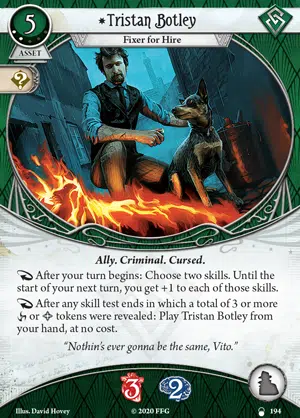 5
*Tristan Botley
ASSET
Fixer for Hire
?
Ally. Criminal. Cursed.
After your turn begins: Choose two skills. Until
the start of your next turn, you get +1 to each of those skills.
After any skill test ends in which a total of 3 or more
or tokens were revealed: Play Tristan Botley from
your hand, at no cost.
“Nothin’s ever gonna be the same, Vito.”
Illus. David Hovey
3
2
© 2020 FFG
194